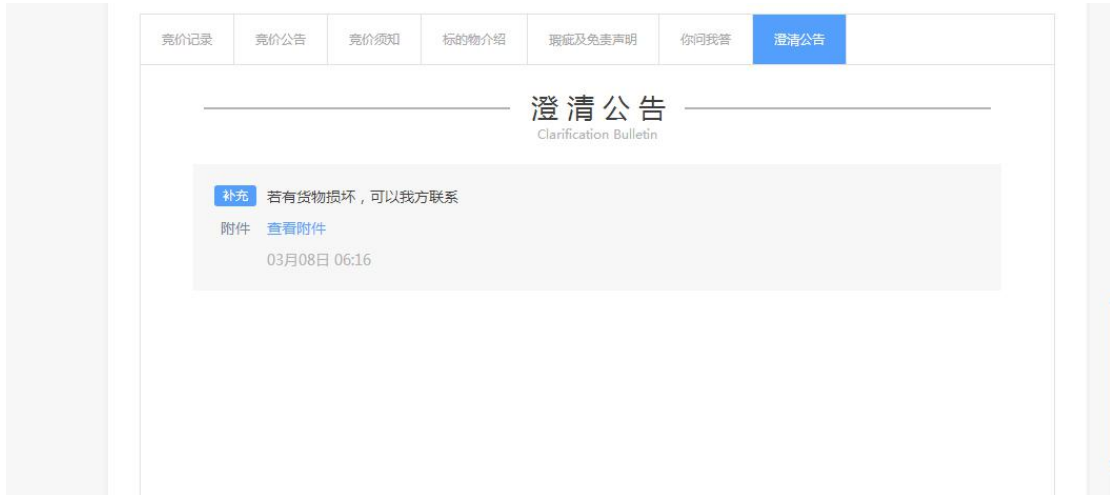 竞价记录 竞价公告 竞价须知 标的物介绍 瑕疵及免责声明 你问我答 澄清公告
澄清公告
Clarification Bulletin
补充 若有货物损坏，可以我方联系
附件 查看附件
03月08日 06:16